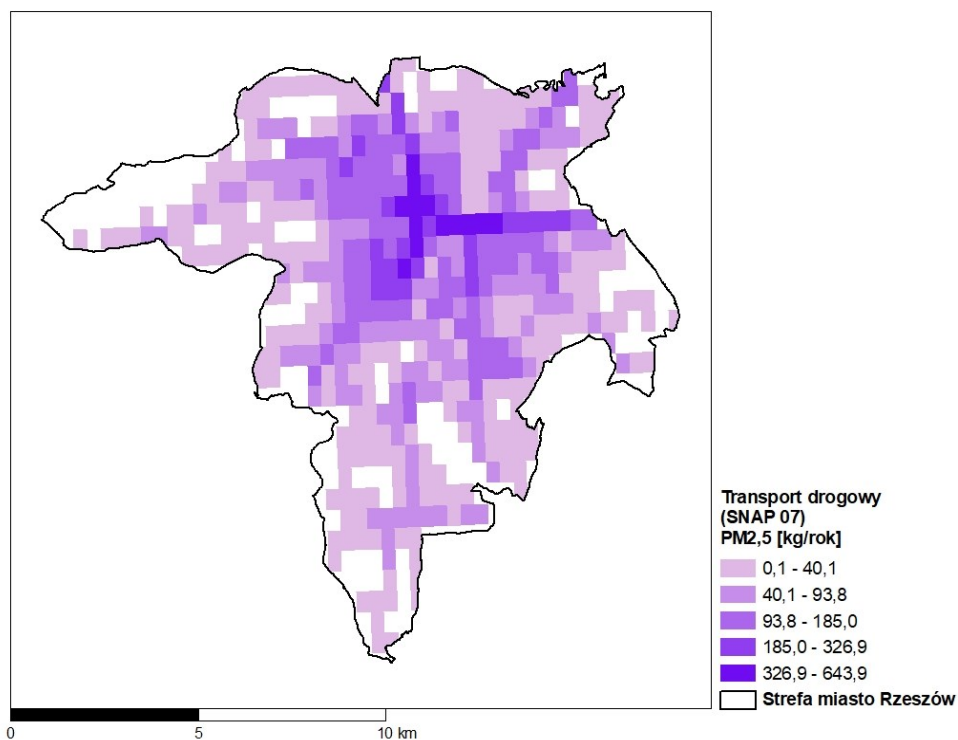 Transport drogowy
(SNAP 07)
PM2,5 [kg/rok]
0,1 - 40,1
40,1 - 93,8
93,8 - 185,0
185,0 - 326,9
326,9 - 643,9
Strefa miasto Rzeszów
0 5 10 km